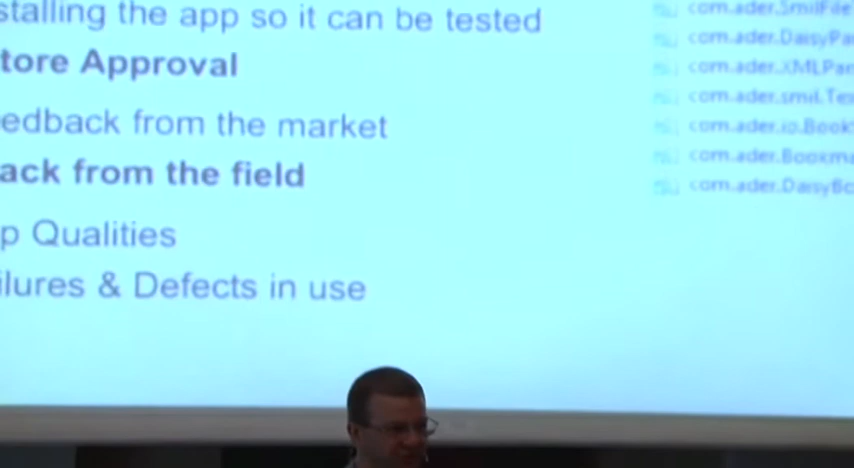 stalling the app so it can be tested
tore Approval
edback from the market
ack from the field
p Qualities
ilures & Defects in use
com.ader.SmilFile
com.ader.DaisyPa
com.ader.XMLPar
com.ader.smil.Te
com.ader.io.Book
com.ader.Bookma
com.ader.DaisyBo